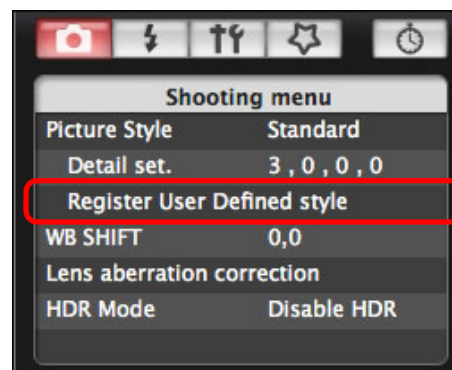 Shooting menu
Picture Style Standard
Detail set. 3 , 0 , 0 , 0
Register User Defined style
WB SHIFT 0,0
Lens aberration correction
HDR Mode Disable HDR